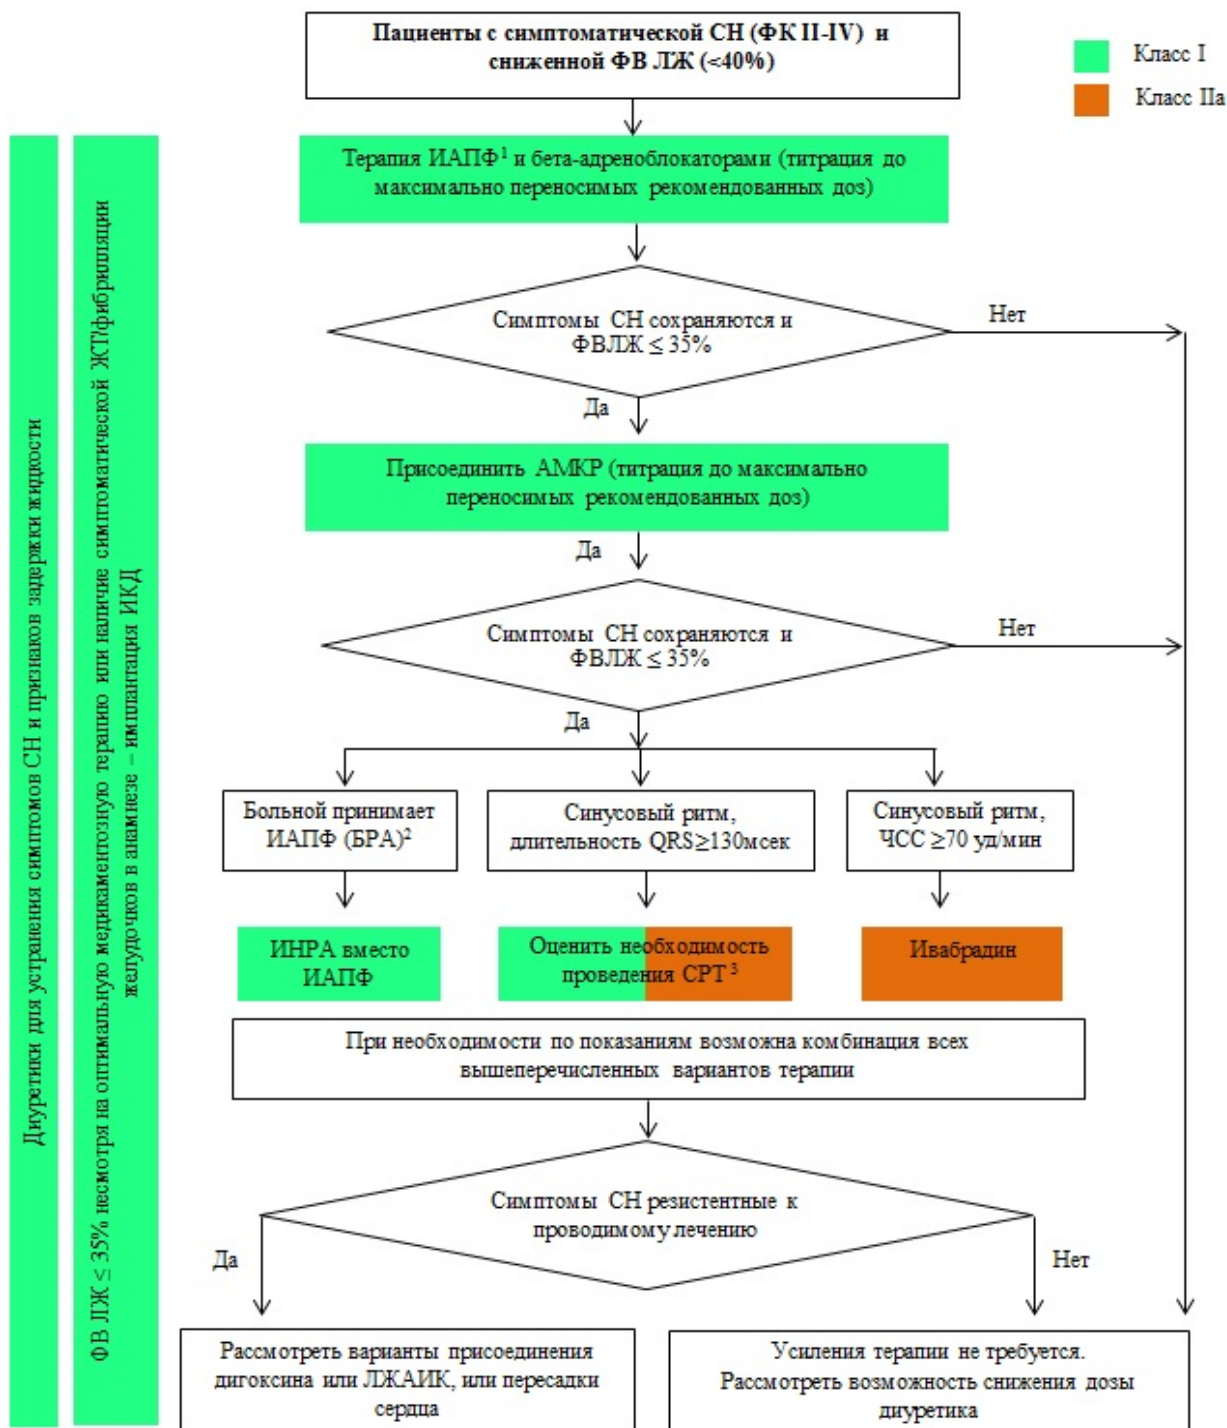 Пациенты с симптоматической СН (ФК II-IV) и
сниженной ФВ ЛЖ (<40%)
Класс I
Класс IIа
Терапия ИАПФ¹ и бета-адреноблокаторами (титрация до
максимально переносимых рекомендованных доз)
Симптомы СН сохраняются и
ФВЛЖ ≤ 35%
Нет
Да
Присоединить АМКР (титрация до максимально
переносимых рекомендованных доз)
Да
Симптомы СН сохраняются и
ФВЛЖ ≤ 35%
Нет
Да
Больной принимает
ИАПФ (БРА)²
Синусовый ритм,
длительность QRS≥130мсек
Синусовый ритм,
ЧСС ≥70 уд/мин
ИНРА вместо
ИАПФ
Оценить необходимость
проведения СРТ ³
Ивабрадин
При необходимости по показаниям возможна комбинация всех
вышеперечисленных вариантов терапии
Симптомы СН резистентные к
проводимому лечению
Да
Нет
Рассмотреть варианты присоединения
дигоксина или ЛЖАИК, или пересадки
сердца
Усиления терапии не требуется.
Рассмотреть возможность снижения дозы
диуретика
Диуретики для устранения симптомов СН и признаков задержки жидкости
ФВ ЛЖ ≤ 35% несмотря на оптимальную медикаментозную терапию или наличие симптоматической ЖТ/фибрилляции
желудочков в анамнезе – имплантация ИКД